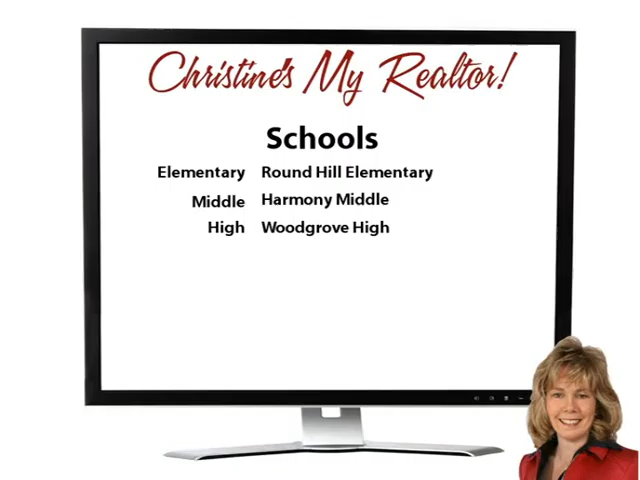 Christine's My Realtor!
Schools
Elementary Round Hill Elementary
Middle Harmony Middle
High Woodgrove High